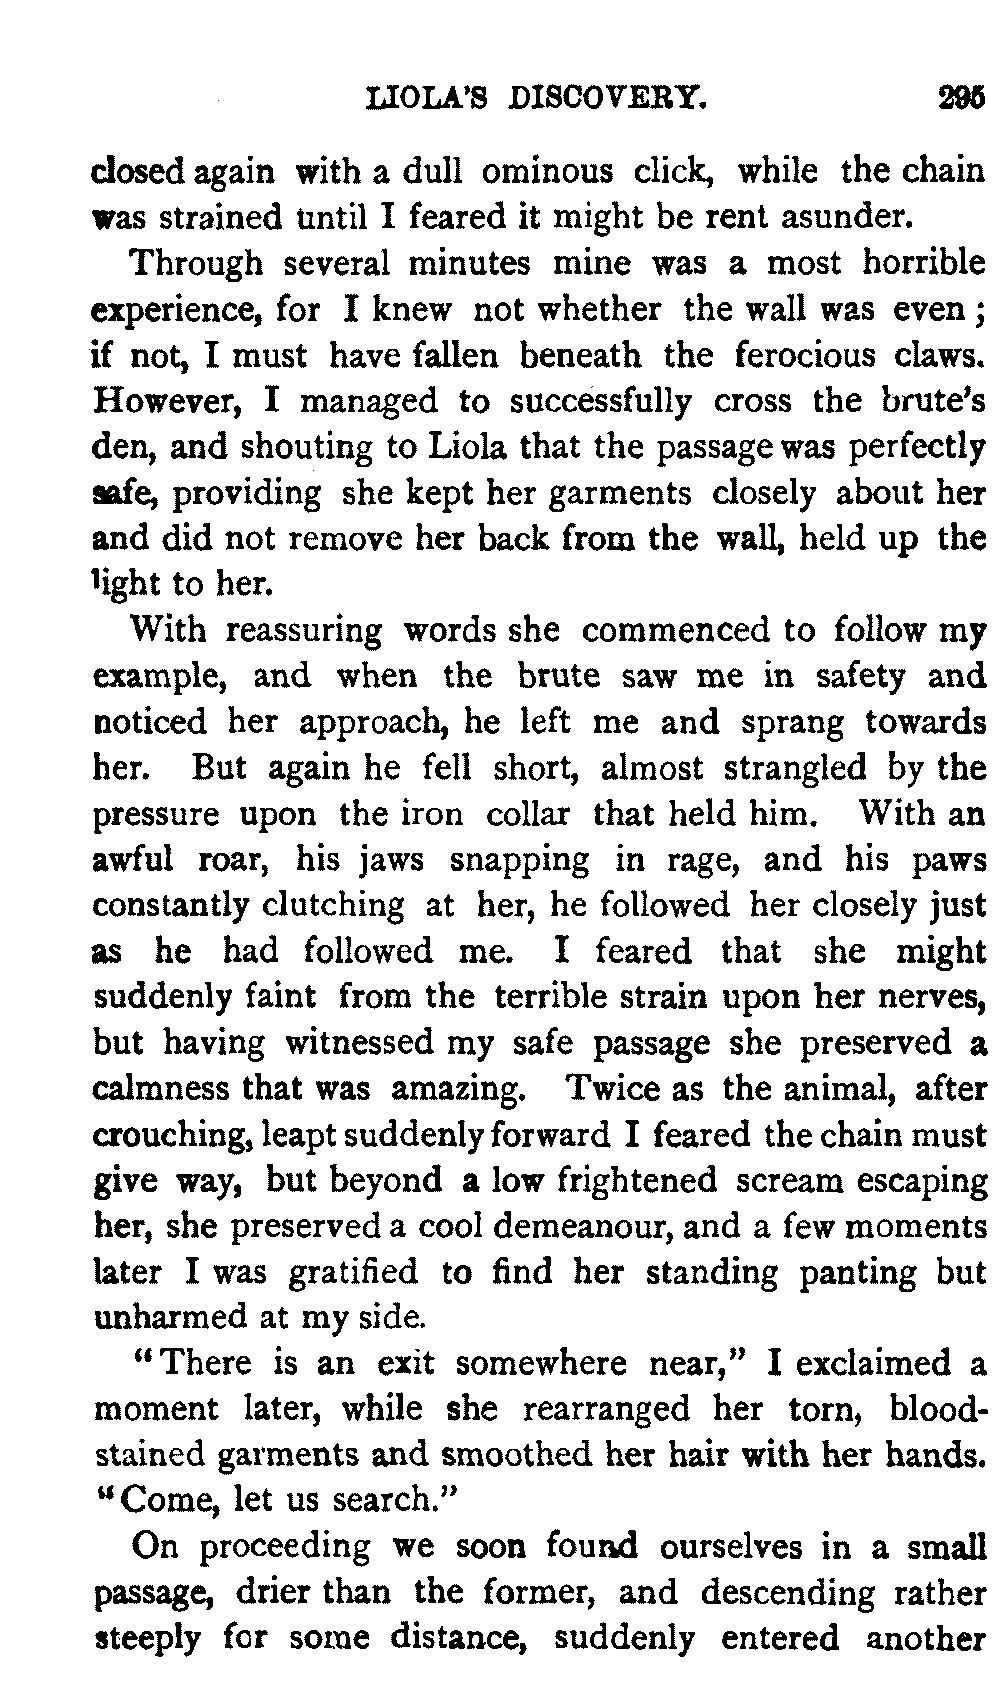 LIOLA'S DISCOVERY. 295
closed again with a dull ominous click, while the chain
was strained until I feared it might be rent asunder.
Through several minutes mine was a most horrible
experience, for I knew not whether the wall was even ;
if not, I must have fallen beneath the ferocious claws.
However, I managed to successfully cross the brute's
den, and shouting to Liola that the passage was perfectly
safe, providing she kept her garments closely about her
and did not remove her back from the wall, held up the
light to her.
With reassuring words she commenced to follow my
example, and when the brute saw me in safety and
noticed her approach, he left me and sprang towards
her. But again he fell short, almost strangled by the
pressure upon the iron collar that held him. With an
awful roar, his jaws snapping in rage, and his paws
constantly clutching at her, he followed her closely just
as he had followed me. I feared that she might
suddenly faint from the terrible strain upon her nerves,
but having witnessed my safe passage she preserved a
calmness that was amazing. Twice as the animal, after
crouching, leapt suddenly forward I feared the chain must
give way, but beyond a low frightened scream escaping
her, she preserved a cool demeanour, and a few moments
later I was gratified to find her standing panting but
unharmed at my side.
"There is an exit somewhere near," I exclaimed a
moment later, while she rearranged her torn, blood-
stained garments and smoothed her hair with her hands.
"Come, let us search."
On proceeding we soon found ourselves in a small
passage, drier than the former, and descending rather
steeply for some distance, suddenly entered another